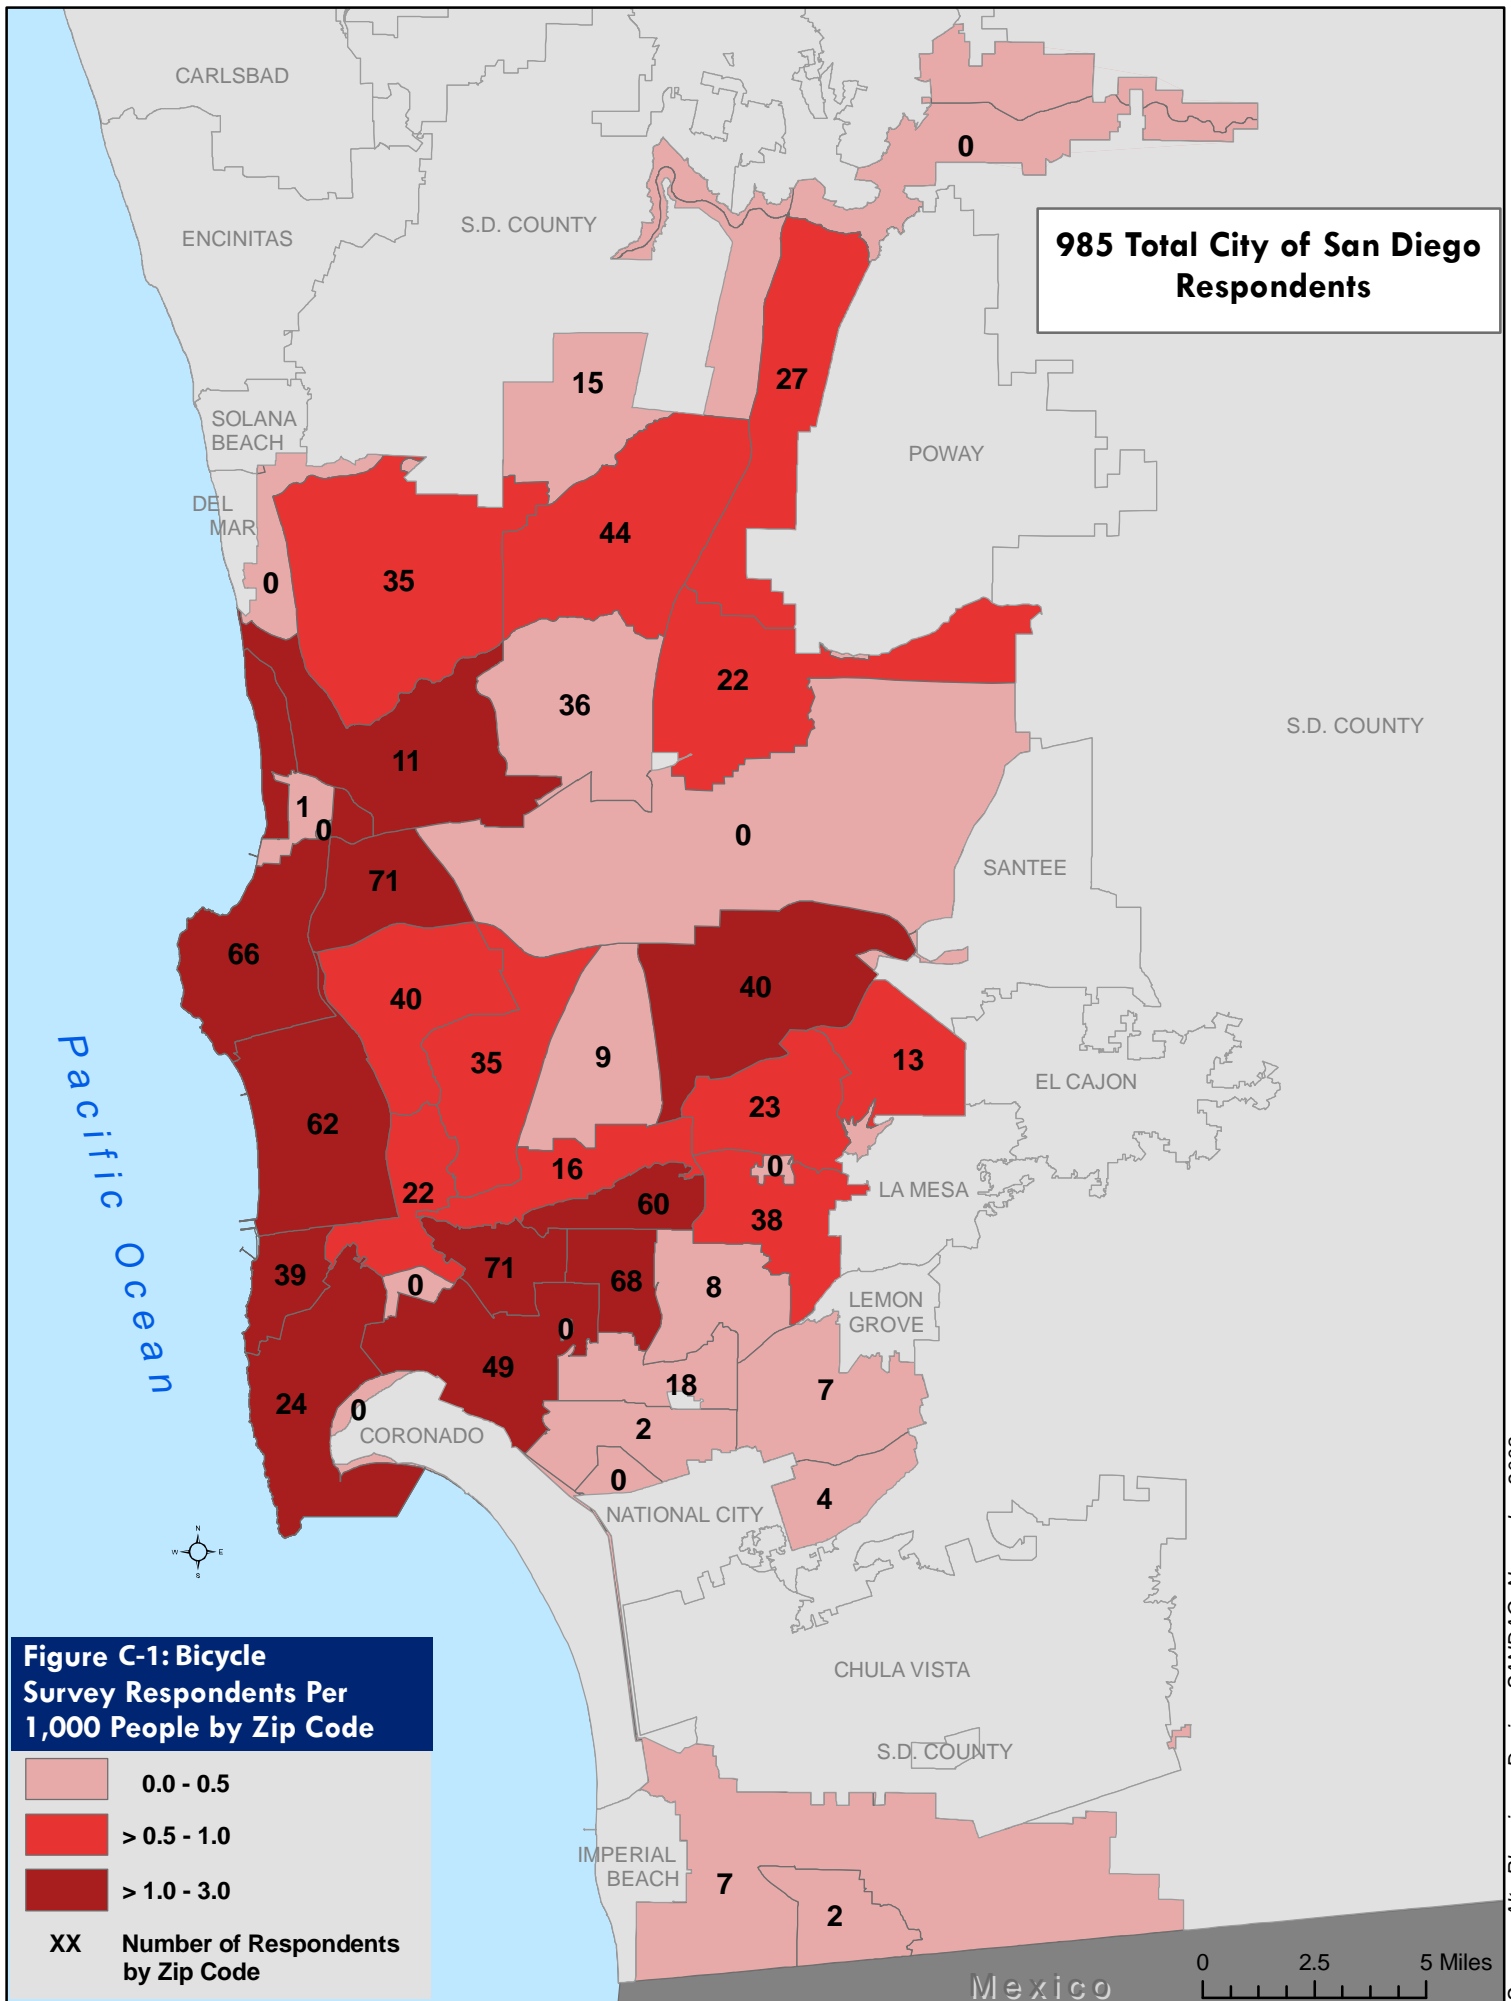 CARLSBAD
0
ENCINITAS
S.D. COUNTY
985 Total City of San Diego
Respondents
15
27
SOLANA
BEACH
POWAY
DEL
MAR
44
0
35
22
36
S.D. COUNTY
11
1
0
0
SANTEE
71
66
40
40
35
9
13
EL CAJON
23
62
16
0
22
60
LA MESA
38
71
39
0
68
8
LEMON
GROVE
0
49
18
7
24
0
2
CORONADO
0
4
NATIONAL CITY
Pacific Ocean
N
W
E
S
CHULA VISTA
S.D. COUNTY
IMPERIAL
BEACH
7
2
Mexico
Figure C-1: Bicycle
Survey Respondents Per
1,000 People by Zip Code
0.0 - 0.5
> 0.5 - 1.0
> 1.0 - 3.0
XX Number of Respondents
by Zip Code
0 2.5 5 Miles